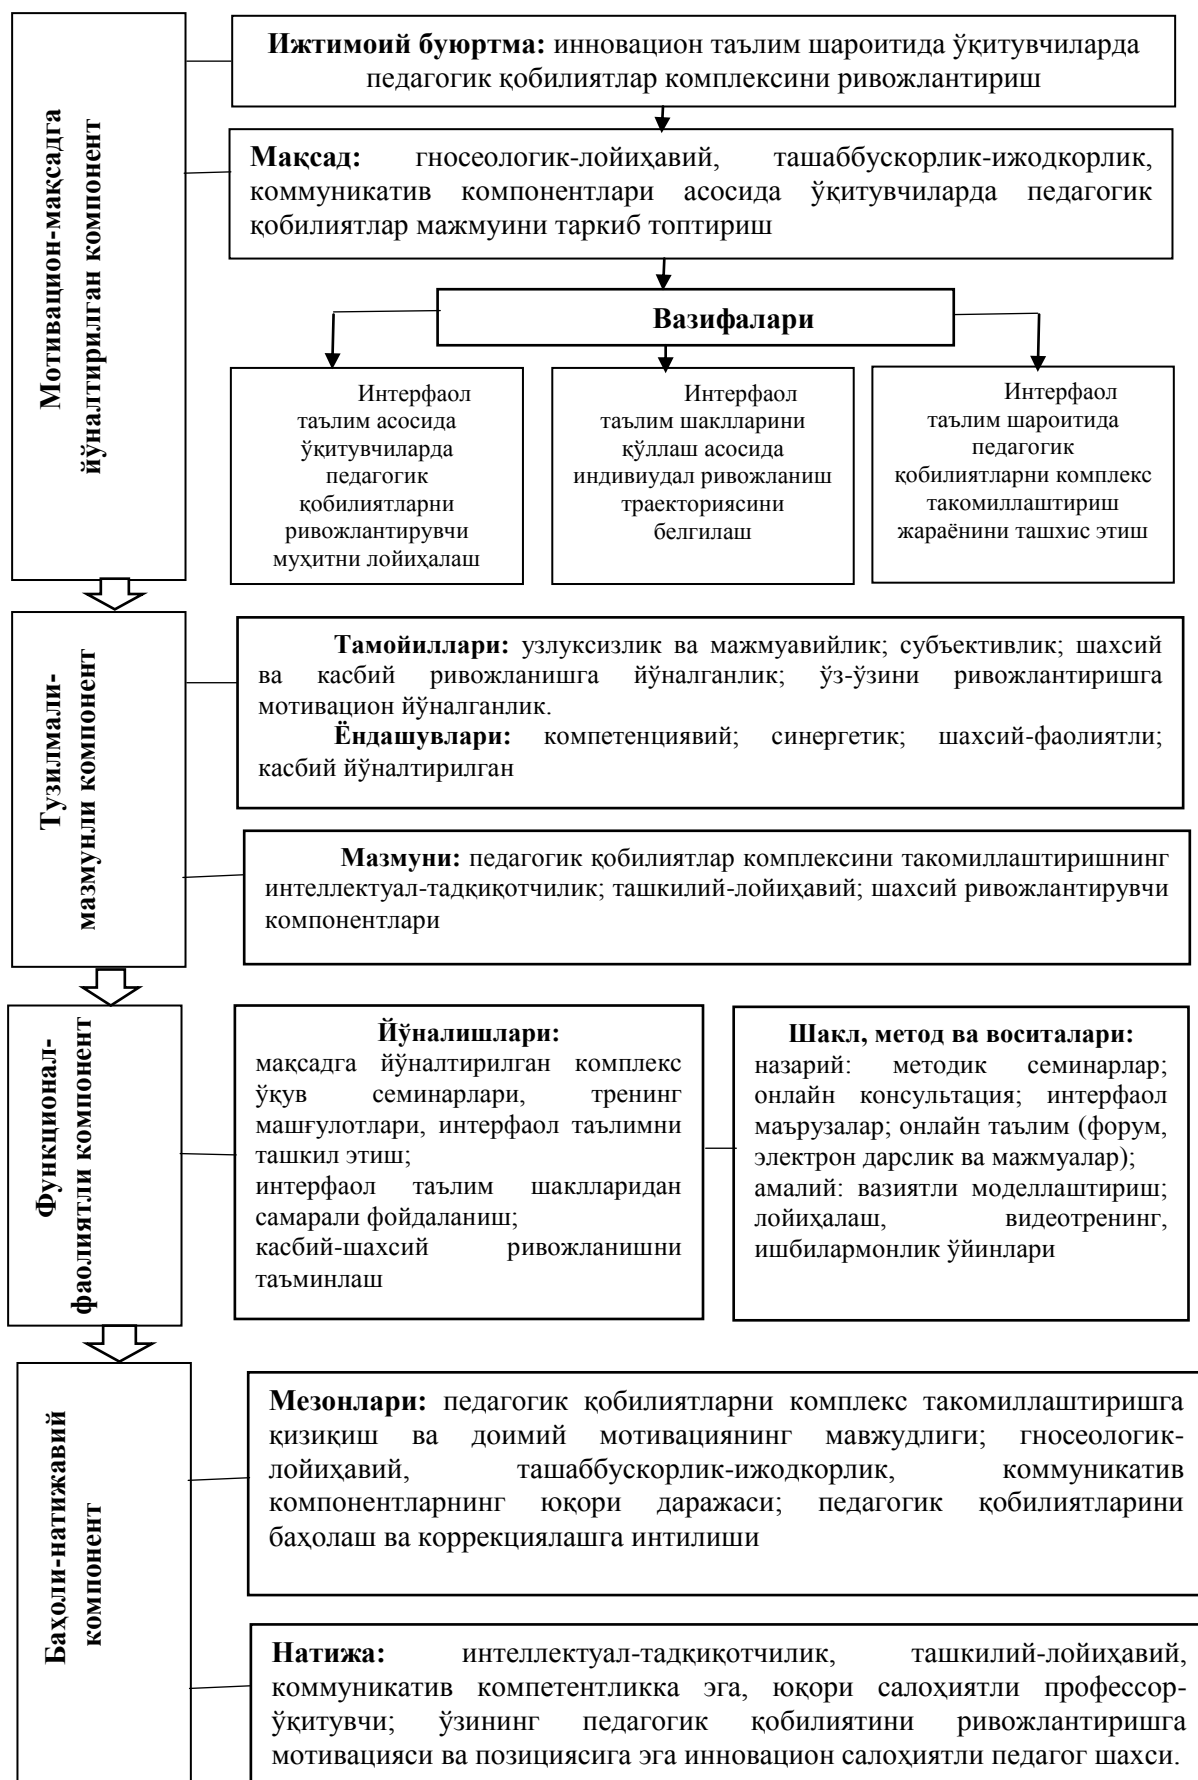 Мотивацион-мақсадга
йўналтирилган компонент
Ижтимоий буюртма: инновацион таълим шароитида ўқитувчиларда
педагогик қобилиятлар комплексини ривожлантириш
Мақсад: гносеологик-лойиҳавий, ташаббускорлик-ижодкорлик,
коммуникатив компонентлари асосида ўқитувчиларда педагогик
қобилиятлар мажмуини таркиб топтириш
Вазифалари
Интерфаол
таълим асосида
ўқитувчиларда
педагогик
қобилиятларни
ривожлантирувчи
муҳитни лойиҳалаш
Интерфаол
таълим шаклларини
қўллаш асосида
индивиудал ривожланиш
траекториясини
белгилаш
Интерфаол
таълим шароитида
педагогик
қобилиятларни комплекс
такомиллаштириш
жараёнини ташхис этиш
Тузилмали-
мазмунли компонент
Тамойиллари: узлуксизлик ва мажмуавийлик; субъективлик; шахсий
ва касбий ривожланишга йўналганлик; ўз-ўзини ривожлантиришга
мотивацион йўналганлик.
Ёндашувлари: компетенциявий; синергетик; шахсий-фаолиятли;
касбий йўналтирилган
Мазмуни: педагогик қобилиятлар комплексини такомиллаштиришнинг
интеллектуал-тадқиқотчилик; ташкилий-лойиҳавий; шахсий ривожлантирувчи
компонентлари
Функционал-
фаолиятли компонент
Йўналишлари:
мақсадга йўналтирилган комплекс
ўқув семинарлари, тренинг
машғулотлари, интерфаол таълимни
ташкил этиш;
интерфаол таълим шаклларидан
самарали фойдаланиш;
касбий-шахсий ривожланишни
таъминлаш
Шакл, метод ва воситалари:
назарий: методик семинарлар;
онлайн консультация; интерфаол
маърузалар; онлайн таълим (форум,
электрон дарслик ва мажмуалар);
амалий: вазиятли моделлаштириш;
лойиҳалаш, видеотренинг,
ишбилармонлик ўйинлари
Баҳоли-натижавий
компонент
Мезонлари: педагогик қобилиятларни комплекс такомиллаштиришга
қизиқиш ва доимий мотивациянинг мавжудлиги; гносеологик-
лойиҳавий, ташаббускорлик-ижодкорлик, коммуникатив
компонентларнинг юқори даражаси; педагогик қобилиятларини
баҳолаш ва коррекциялашга интилиши
Натижа: интеллектуал-тадқиқотчилик, ташкилий-лойиҳавий,
коммуникатив компетентликка эга, юқори салоҳиятли профессор-
ўқитувчи; ўзининг педагогик қобилиятини ривожлантиришга
мотивацияси ва позициясига эга инновацион салоҳиятли педагог шахси.